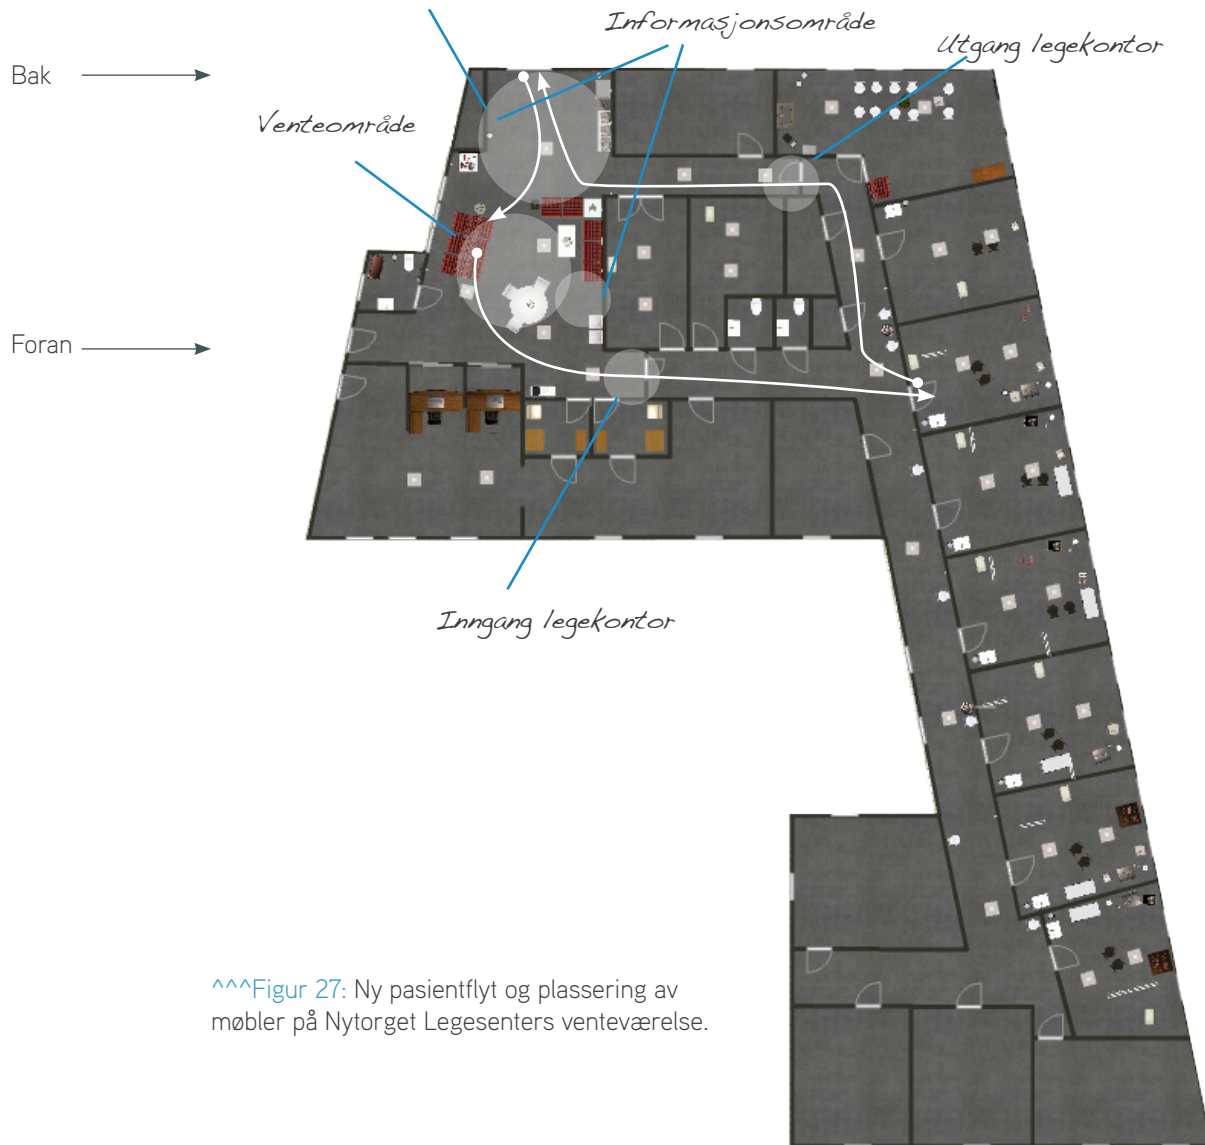 Informasjonsområde
Utgang legekontor
Bak
Venteområde
Foran
Inngang legekontor
^^^Figur 27: Ny pasientflyt og plassering av
møbler på Nytorget Legesenters venteværelse.